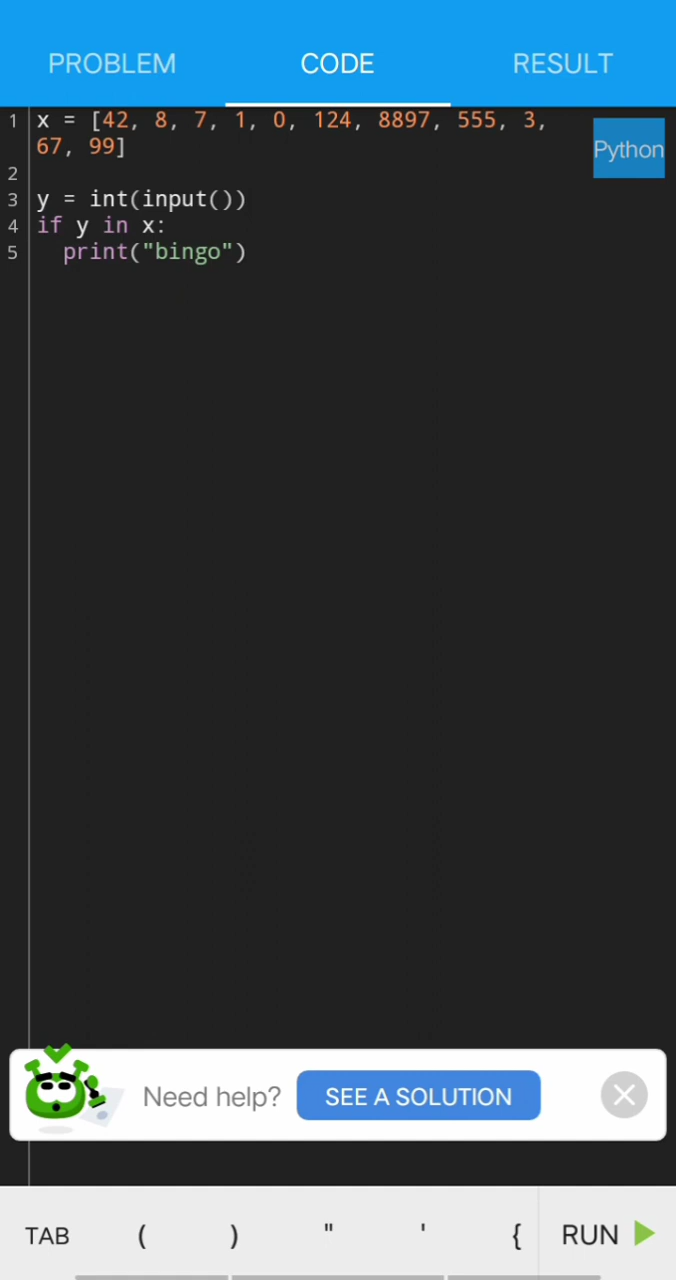 PROBLEM CODE RESULT
1 x = [42, 8, 7, 1, 0, 124, 8897, 555, 3,
67, 99]
Python
2
3 y = int(input())
4 if y in x:
5   print("bingo")
Need help? SEE A SOLUTION
TAB ( ) " ' { RUN